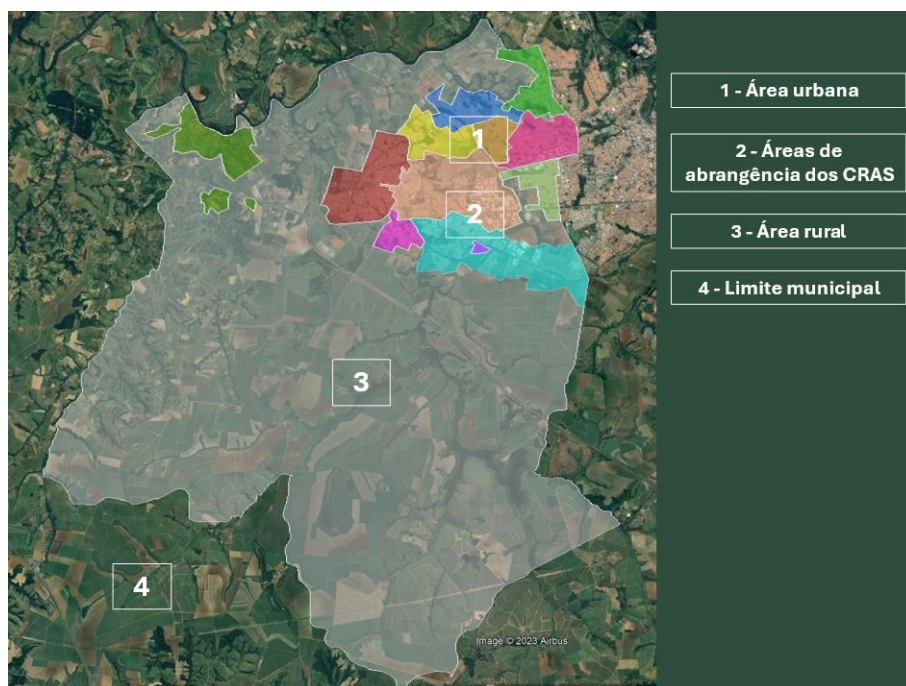 1 - Área urbana
1
2 - Áreas de
abrangência dos CRAS
2
3 - Área rural
4 - Limite municipal
3
4
Image © 2023 Airbus